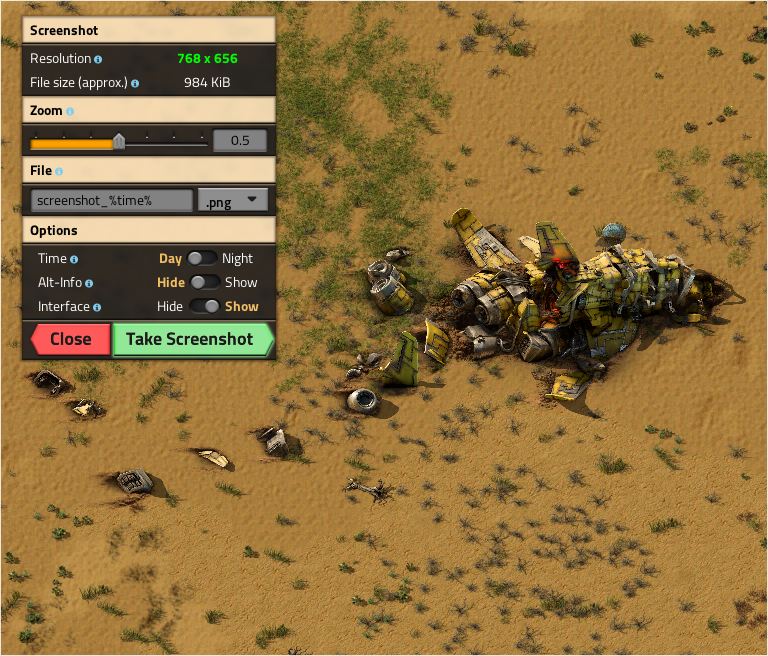 Screenshot
Resolution 768 x 656
File size (approx.) 984 KiB
Zoom
0.5
File
screenshot_%time% .png
Options
Time Day Night
Alt-Info Hide Show
Interface Hide Show
Close Take Screenshot